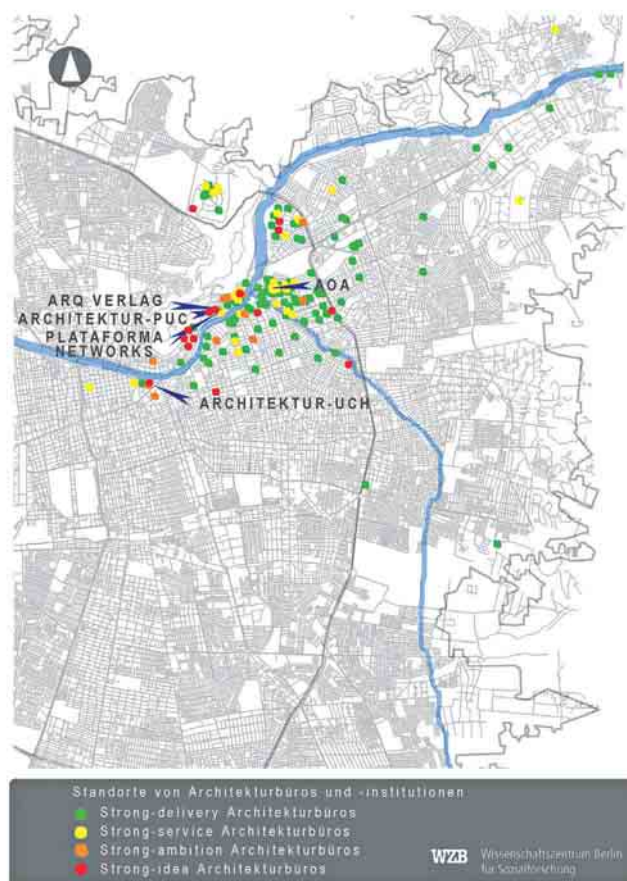 AOA
ARQ VERLAG
ARCHITEKTUR-PUC
PLATAFORMA
NETWORKS
ARCHITEKTUR-UCH
Standorte von Architekturbüros und -institutionen
Strong-delivery Architekturbüros
Strong-service Architekturbüros
Strong-ambition Architekturbüros
Strong-idea Architekturbüros
WZB Wissenschaftszentrum Berlin
für Sozialforschung